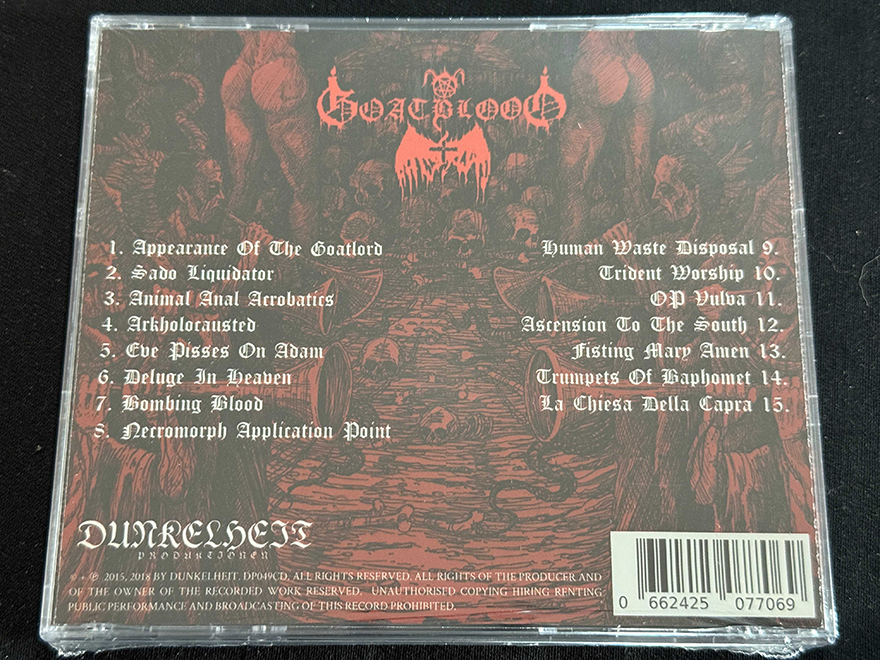 GOATBLOOD
1. Appearance Of The Goatlord
2. Sado Liquidator
3. Animal Anal Acrobatics
4. Arkholocausted
5. Eve Pisses On Adam
6. Deluge In Heaven
7. Bombing Blood
8. Necromorph Application Point
Human Waste Disposal 9.
Trident Worship 10.
OP Vulva 11.
Ascension To The South 12.
Fisting Mary Amen 13.
Trumpets Of Baphomet 14.
La Chiesa Della Capra 15.
DUNKELHEIT
PRODUKTIONEN
© + ℗ 2015, 2018 BY DUNKELHEIT. DP049CD. ALL RIGHTS RESERVED. ALL RIGHTS OF THE PRODUCER AND
OF THE OWNER OF THE RECORDED WORK RESERVED. UNAUTHORISED COPYING HIRING RENTING
PUBLIC PERFORMANCE AND BROADCASTING OF THIS RECORD PROHIBITED.
0 662425 077069